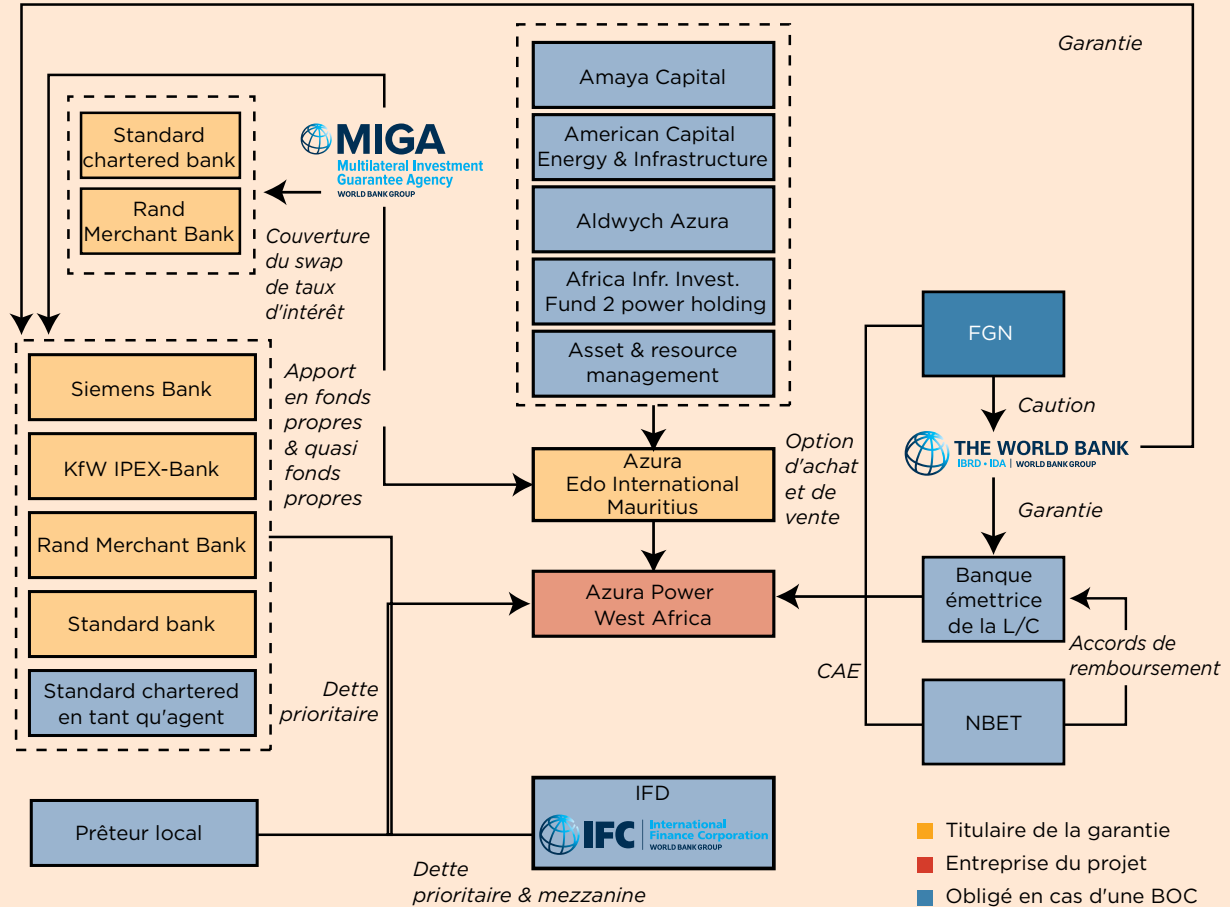 Garantie
Standard
chartered bank
Rand
Merchant Bank
MIGA
Multilateral Investment
Guarantee Agency
WORLD BANK GROUP
Couverture
du swap
de taux
d'intérêt
Amaya Capital
American Capital
Energy & Infrastructure
Aldwych Azura
Africa Infr. Invest.
Fund 2 power holding
Asset & resource
management
FGN
Caution
THE WORLD BANK
IBRD • IDA | WORLD BANK GROUP
Garantie
Siemens Bank
KfW IPEX-Bank
Rand Merchant Bank
Standard bank
Standard chartered
en tant qu'agent
Apport
en fonds
propres
& quasi
fonds
propres
Azura
Edo International
Mauritius
Option
d'achat
et de
vente
Azura Power
West Africa
Banque
émettrice
de la L/C
Accords de
remboursement
CAE
NBET
Dette
prioritaire
Prêteur local
IFD
IFC
International
Finance Corporation
WORLD BANK GROUP
Dette
prioritaire & mezzanine
Titulaire de la garantie
Entreprise du projet
Obligé en cas d'une BOC